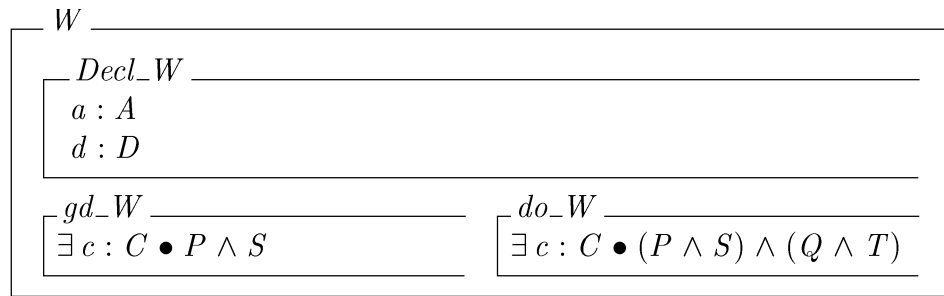 W
Decl_W
a : A
d : D
gd_W
∃ c : C • P ∧ S
do_W
∃ c : C • (P ∧ S) ∧ (Q ∧ T)